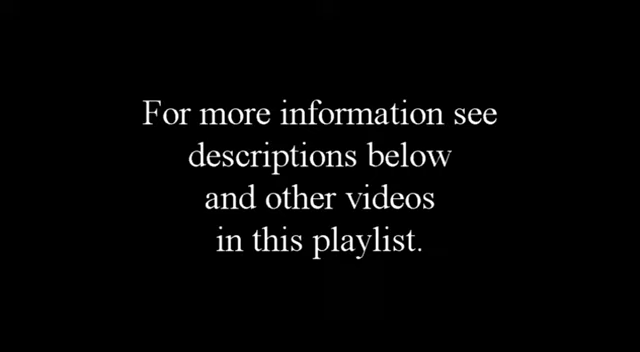 For more information see
descriptions below
and other videos
in this playlist.